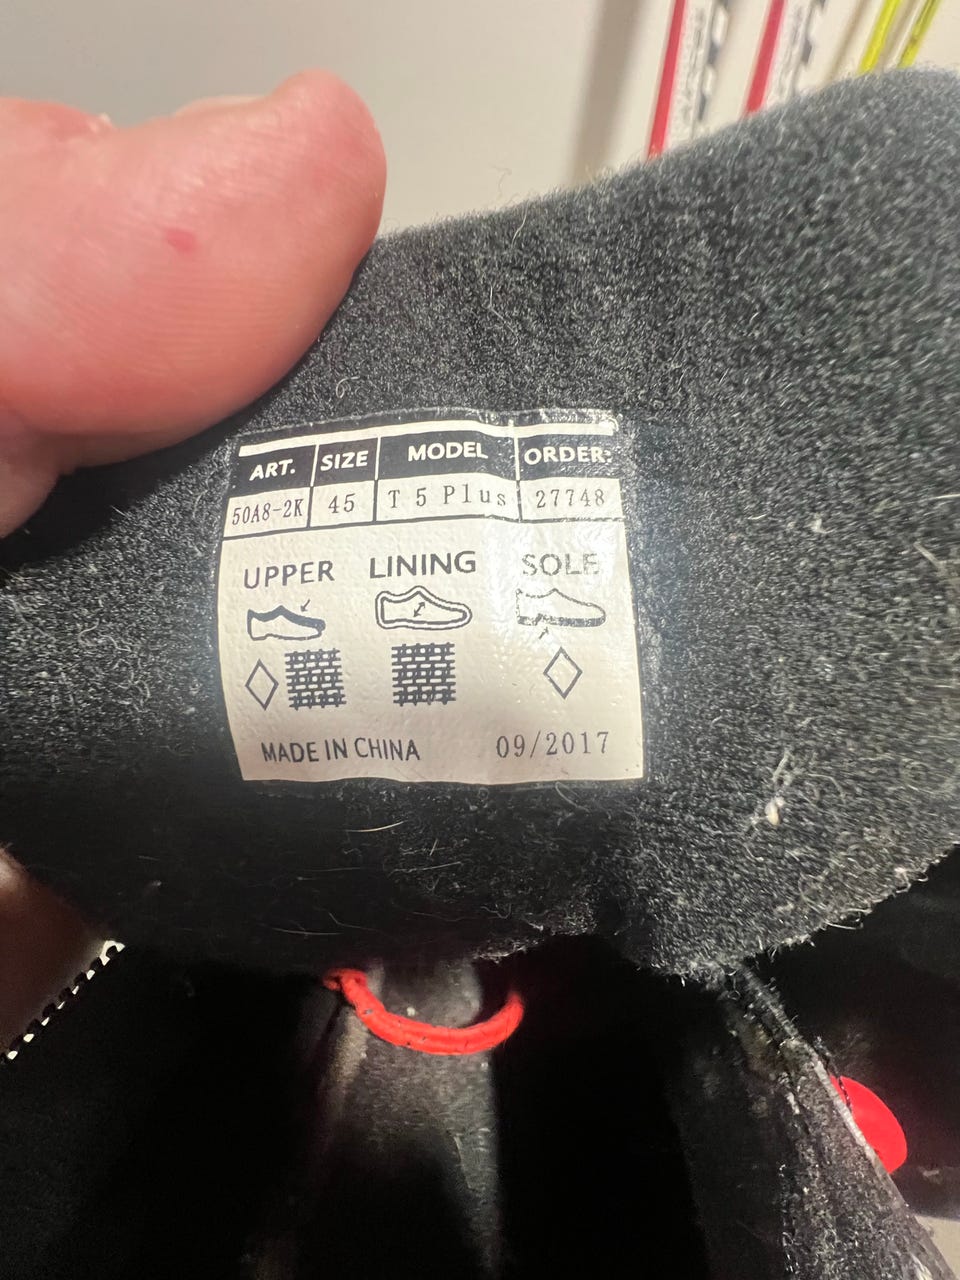 ART. SIZE MODEL ORDER:
50A8-2K 45 T 5 Plus 27748
UPPER LINING SOLE
MADE IN CHINA 09/2017